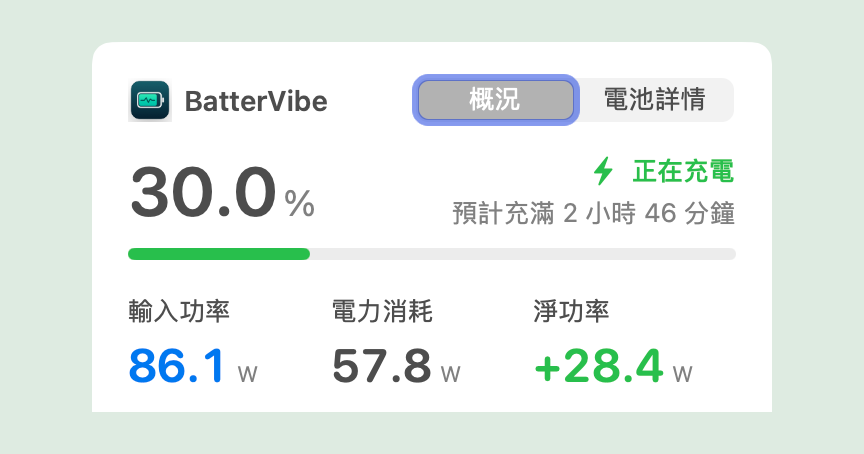 BatterVibe
概況 電池詳情
30.0 %
正在充電
預計充滿 2 小時 46 分鐘
輸入功率 電力消耗 淨功率
86.1 W 57.8 W +28.4 W